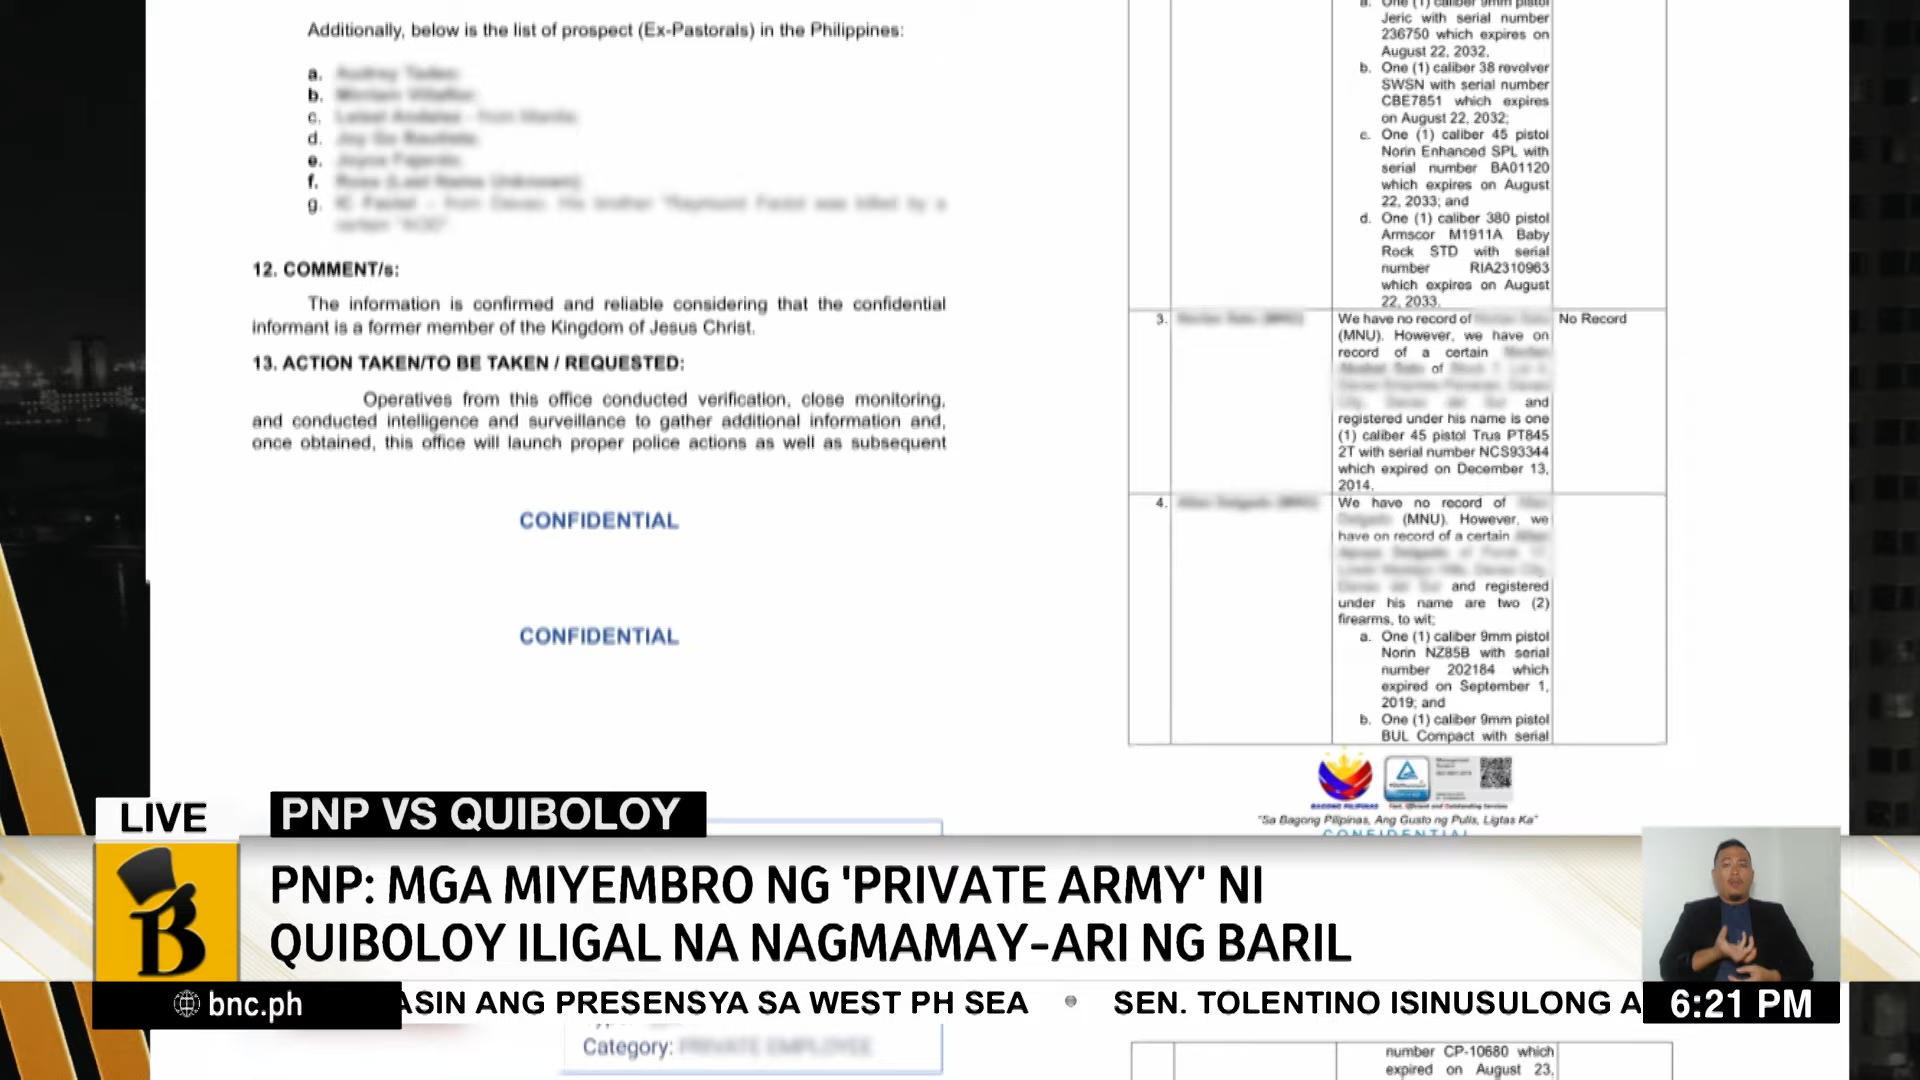 Additionally, below is the list of prospect (Ex-Pastorals) in the Philippines:
a.
b.
c.
d.
e.
f.
g.
12. COMMENT/s:
The information is confirmed and reliable considering that the confidential
informant is a former member of the Kingdom of Jesus Christ.
13. ACTION TAKEN/TO BE TAKEN / REQUESTED:
Operatives from this office conducted verification, close monitoring,
and conducted intelligence and surveillance to gather additional information and,
once obtained, this office will launch proper police actions as well as subsequent
CONFIDENTIAL
CONFIDENTIAL
a. One (1) caliber 9mm pistol
Jeric with serial number
236750 which expires on
August 22, 2032,
b. One (1) caliber 38 revolver
SWSN with serial number
CBE7851 which expires
on August 22, 2032;
c. One (1) caliber 45 pistol
Norin Enhanced SPL with
serial number BA01120
which expires on August
22, 2033; and
d. One (1) caliber 380 pistol
Armscor M1911A Baby
Rock STD with serial
number RIA2310963
which expires on August
22, 2033.
3.
We have no record of
(MNU). However, we have on
record of a certain
of
and
registered under his name is one
(1) caliber 45 pistol Trus PT845
2T with serial number NCS93344
which expired on December 13,
2014.
No Record
4.
We have no record of
(MNU). However, we
have on record of a certain
and registered
under his name are two (2)
firearms, to wit;
a. One (1) caliber 9mm pistol
Norin NZ85B with serial
number 202184 which
expired on September 1,
2019; and
b. One (1) caliber 9mm pistol
BUL Compact with serial
BAGONG PILIPINAS
"Sa Bagong Pilipinas, Ang Gusto ng Pulis, Ligtas Ka"
CONFIDENTIAL
LIVE
PNP VS QUIBOLOY
PNP: MGA MIYEMBRO NG 'PRIVATE ARMY' NI
QUIBOLOY ILIGAL NA NAGMAMAY-ARI NG BARIL
B
bnc.ph
ASIN ANG PRESENSYA SA WEST PH SEA • SEN. TOLENTINO ISINUSULONG A
6:21 PM
Category:
number CP-10680 which
expired on August 23,